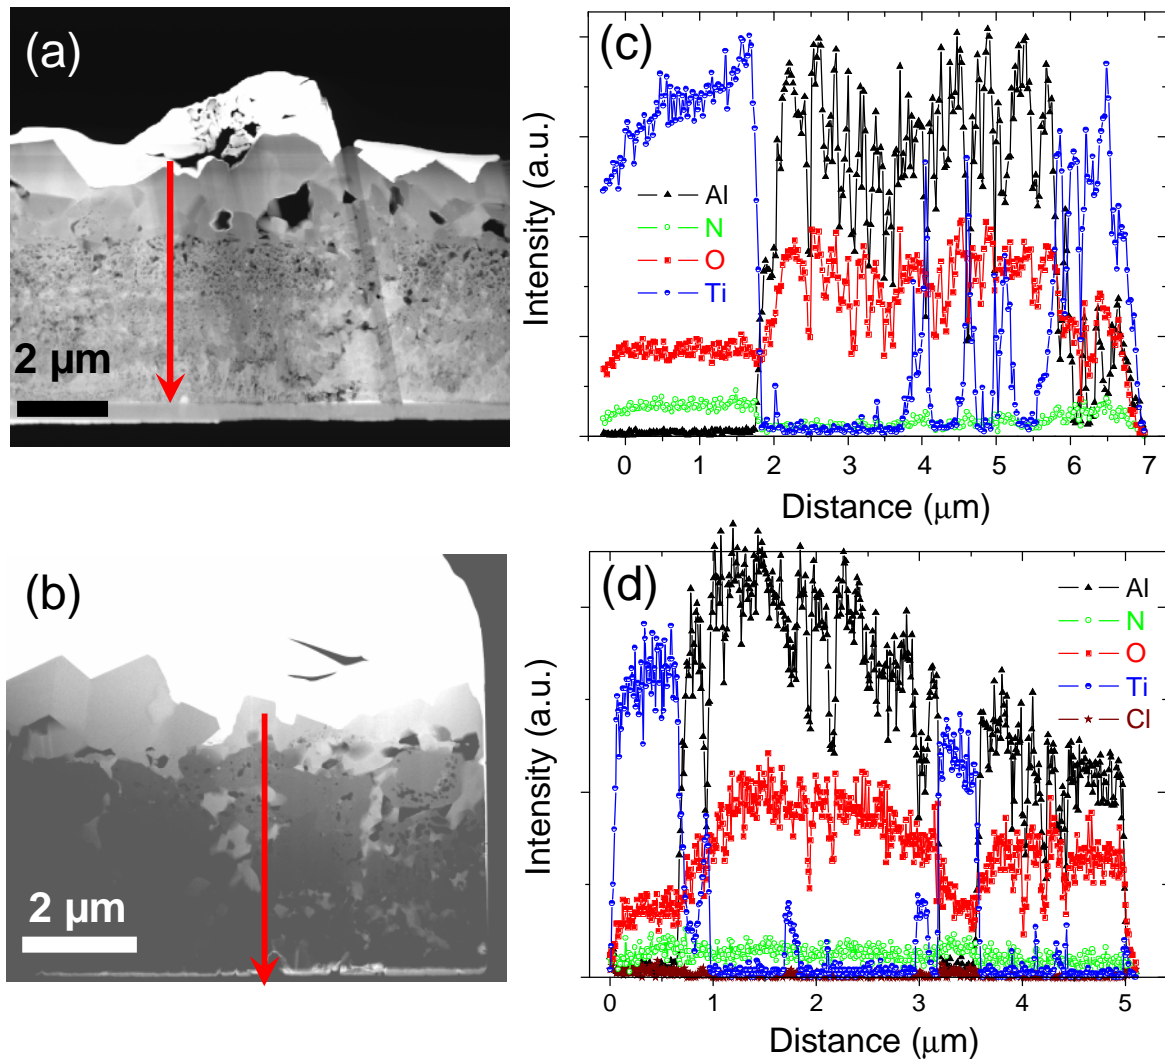 (a)
2 μm
(c)
Intensity (a.u.)
Al
N
O
Ti
0 1 2 3 4 5 6 7
Distance (μm)
(b)
2 μm
(d)
Intensity (a.u.)
Al
N
O
Ti
Cl
0 1 2 3 4 5
Distance (μm)